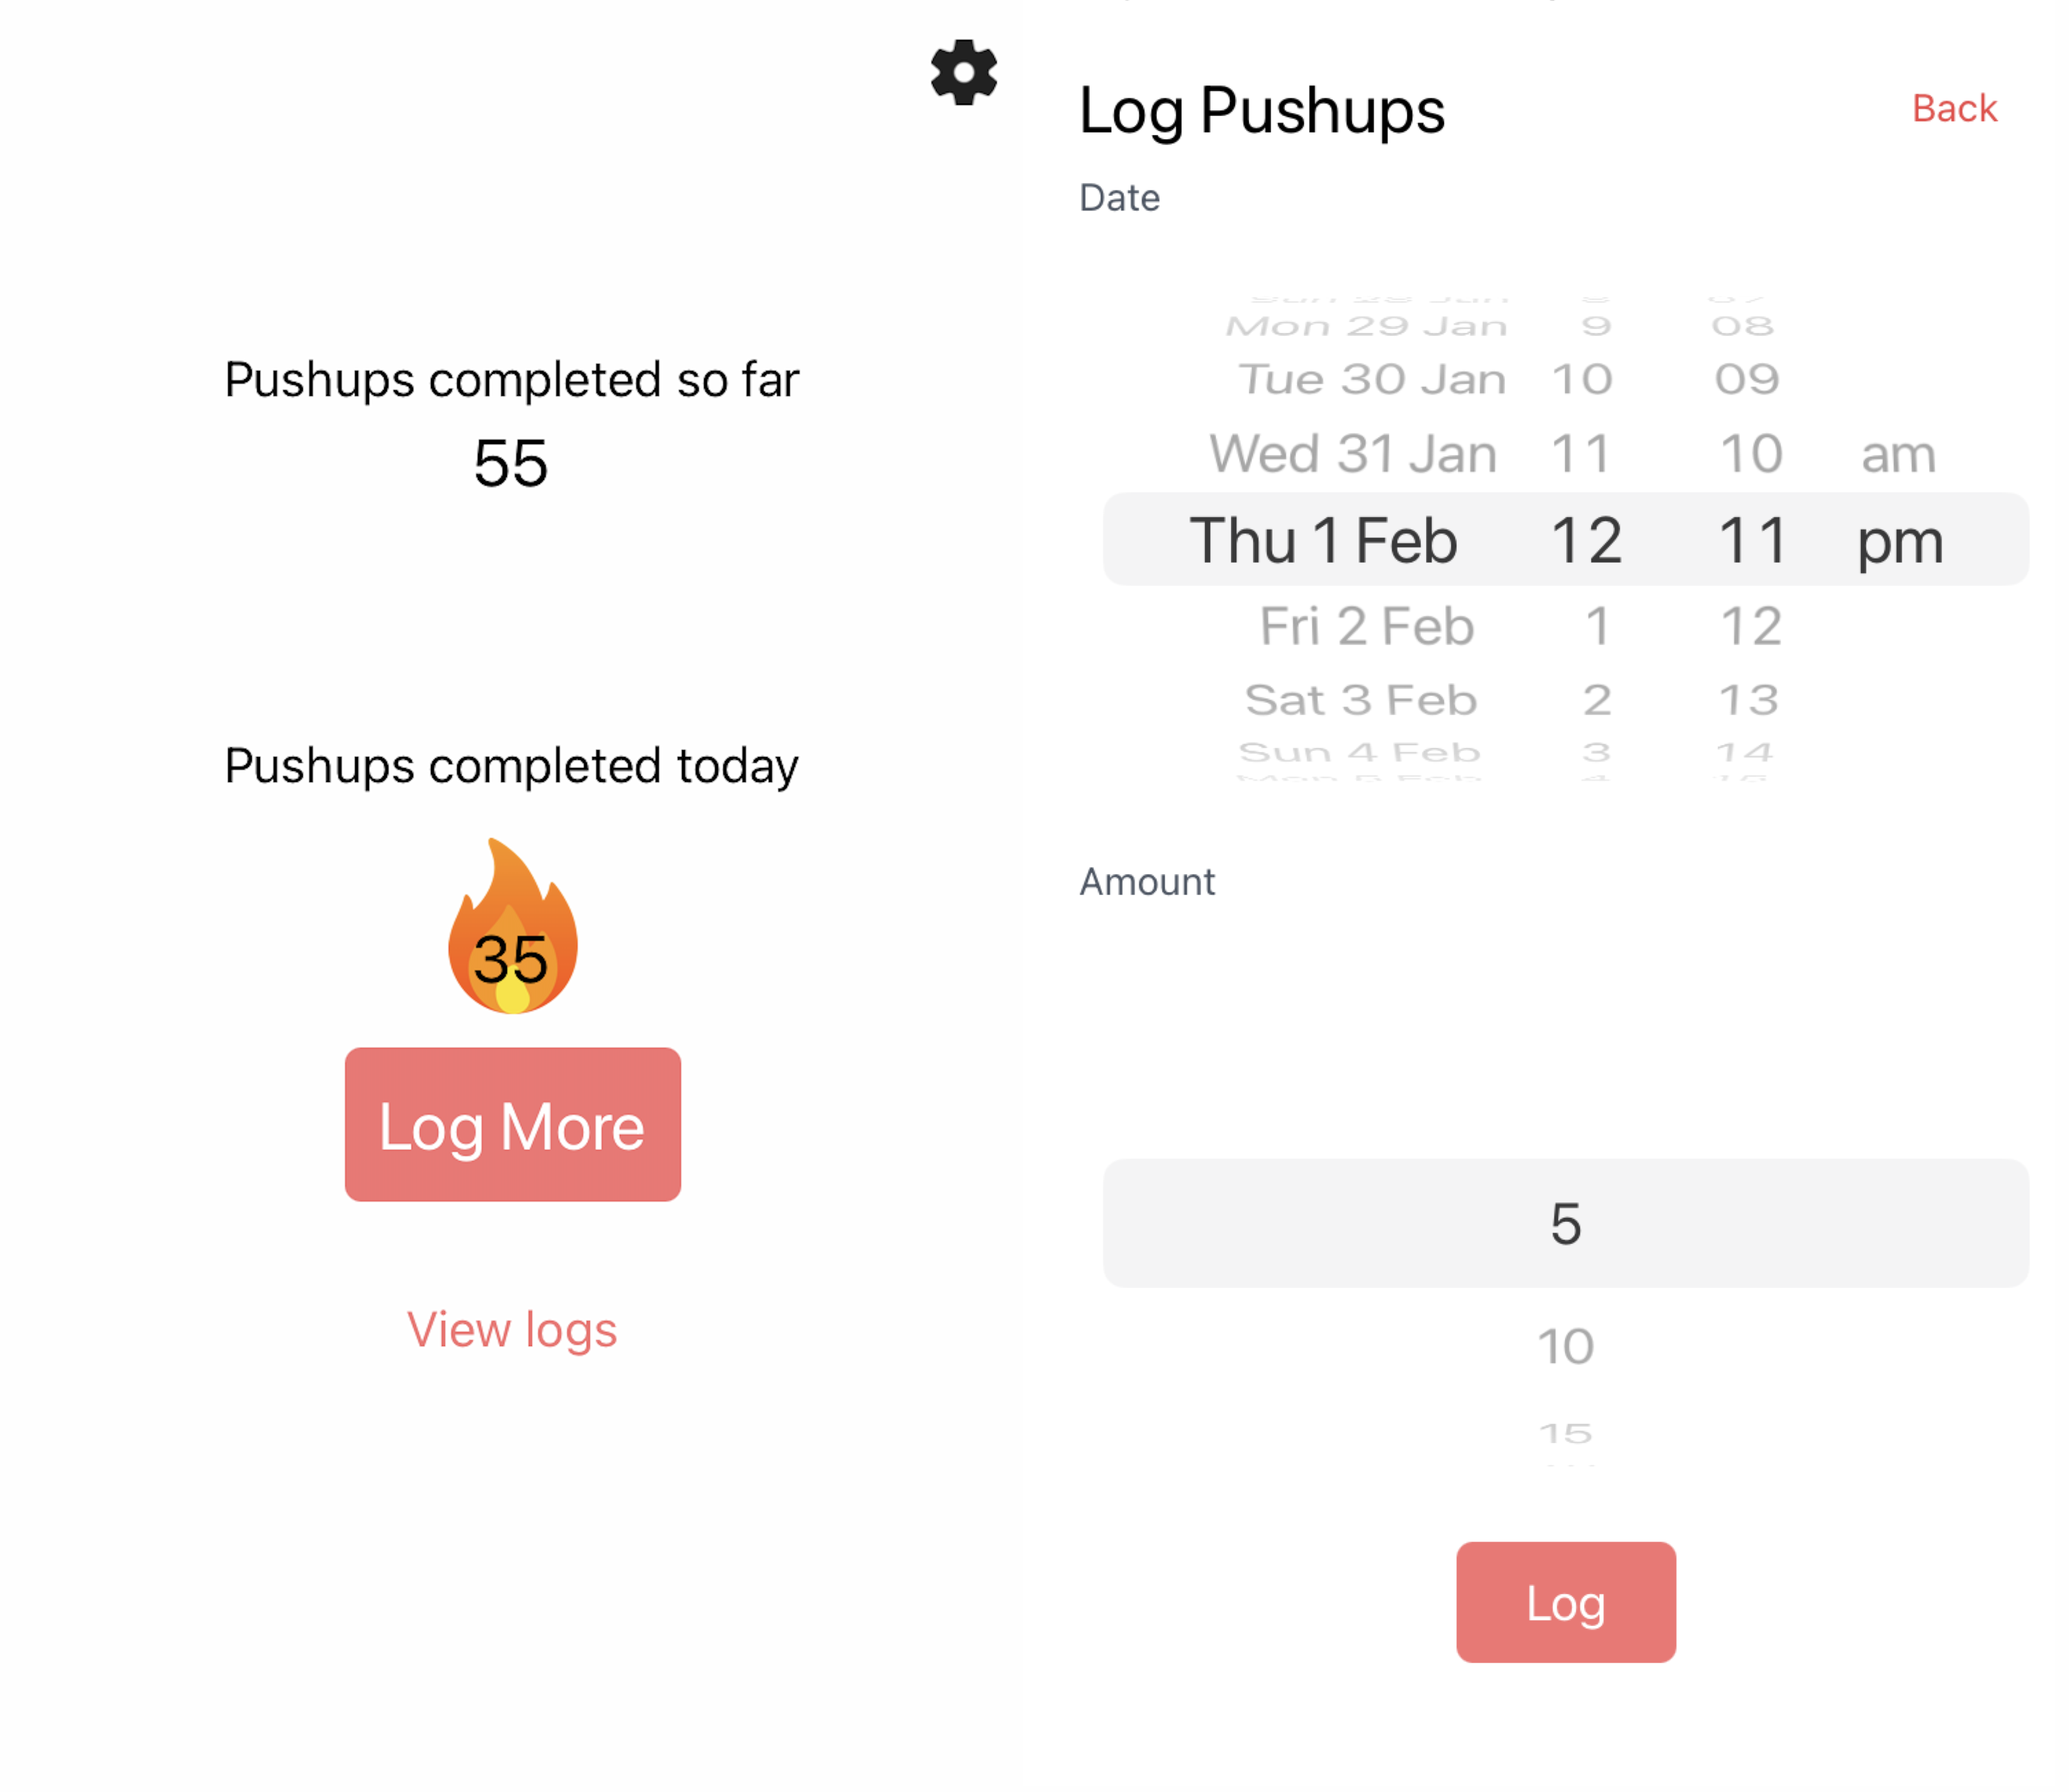 Pushups completed so far
55
Pushups completed today
35
Log More
View logs
Log Pushups
Back
Date
Mon 29 Jan 9 08
Tue 30 Jan 10 09
Wed 31 Jan 11 10 am
Thu 1 Feb 12 11 pm
Fri 2 Feb 1 12
Sat 3 Feb 2 13
Sun 4 Feb 3 14
Amount
5
10
15
Log